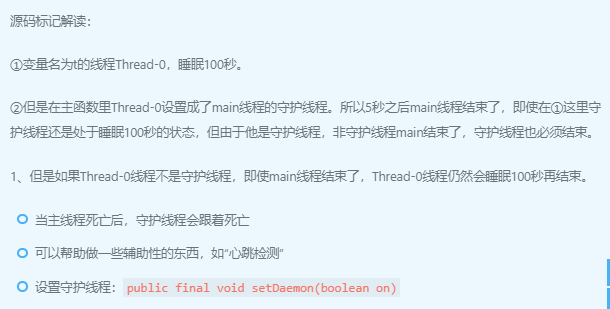 源码标记解读：
①变量名为t的线程Thread-0，睡眠100秒。
②但是在主函数里Thread-0设置成了main线程的守护线程。所以5秒之后main线程结束了，即使在①这里守
护线程还是处于睡眠100秒的状态，但由于他是守护线程，非守护线程main结束了，守护线程也必须结束。
1、但是如果Thread-0线程不是守护线程，即使main线程结束了，Thread-0线程仍然会睡眠100秒再结束。
当主线程死亡后，守护线程会跟着死亡
可以帮助做一些辅助性的东西，如“心跳检测”
设置守护线程：public final void setDaemon(boolean on)